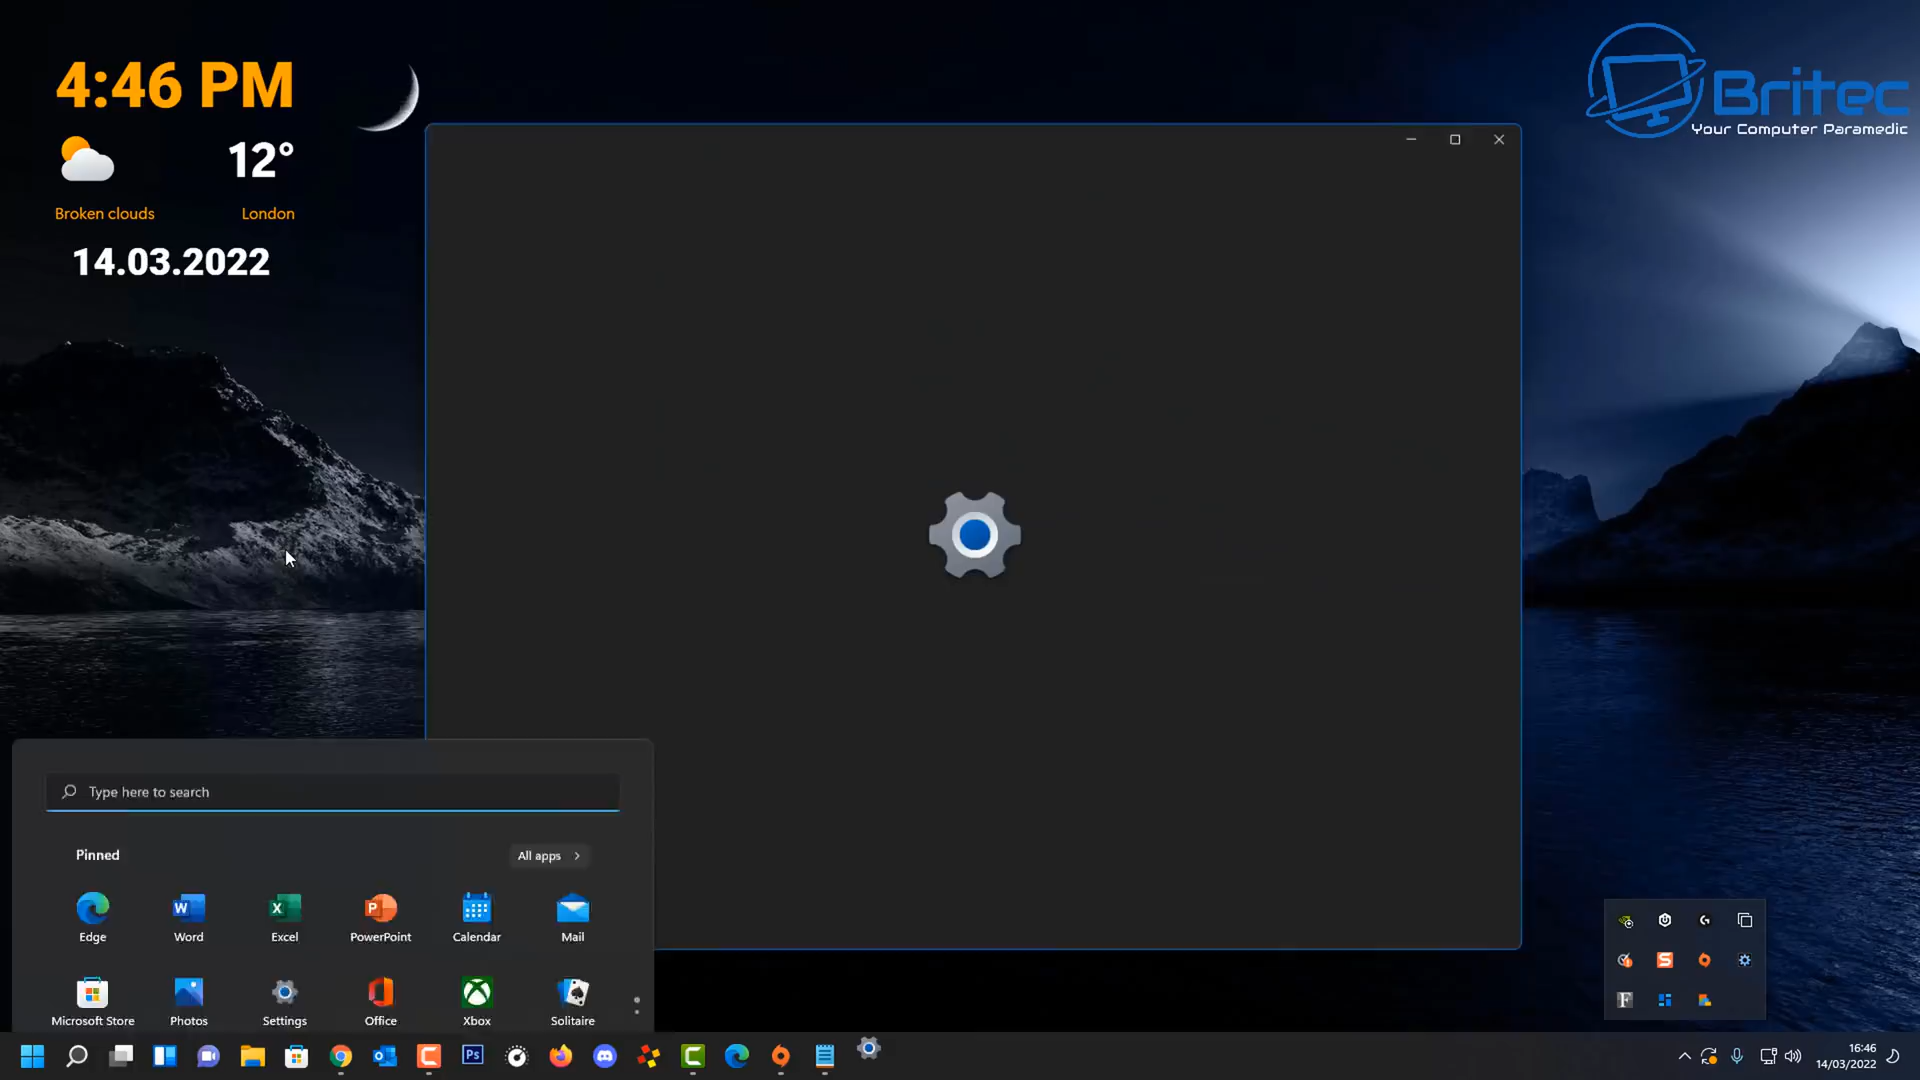 4:46 PM
12°
Broken clouds
London
14.03.2022
Britec
Your Computer Paramedic
Type here to search
Pinned
All apps
Edge
Word
Excel
PowerPoint
Calendar
Mail
Microsoft Store
Photos
Settings
Office
Xbox
Solitaire
Ps
16:46
14/03/2022